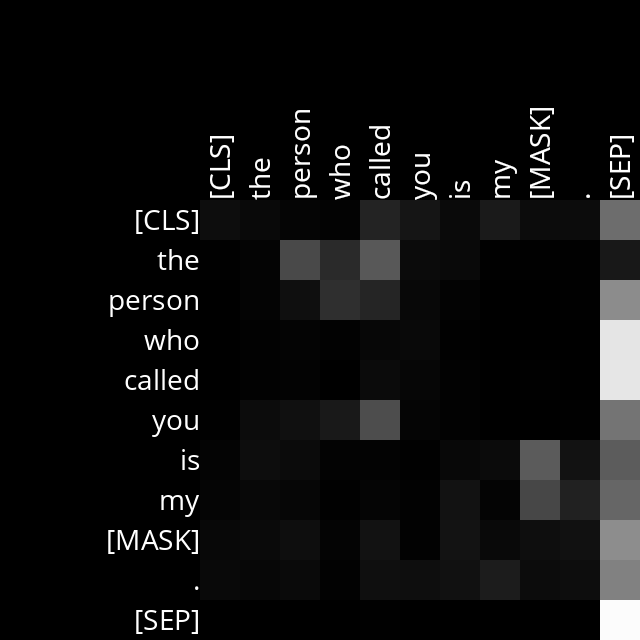 [CLS] the person who called you is my [MASK] . [SEP]
[CLS]
the
person
who
called
you
is
my
[MASK]
.
[SEP]